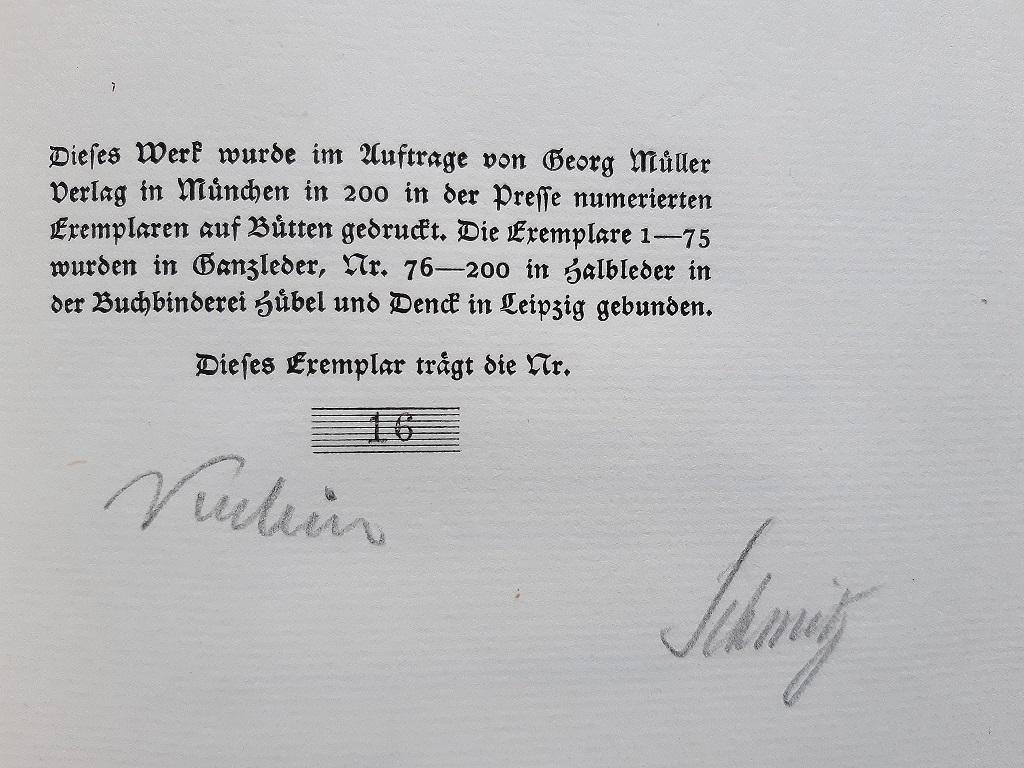 Dieses Werk wurde im Auftrage von Georg Müller
Verlag in München in 200 in der Presse numerierten
Exemplaren auf Bütten gedruckt. Die Exemplare 1—75
wurden in Ganzleder, Nr. 76—200 in Halbleder in
der Buchbinderei Hübel und Denck in Leipzig gebunden.
Dieses Exemplar trägt die Nr.
16
Schmitz